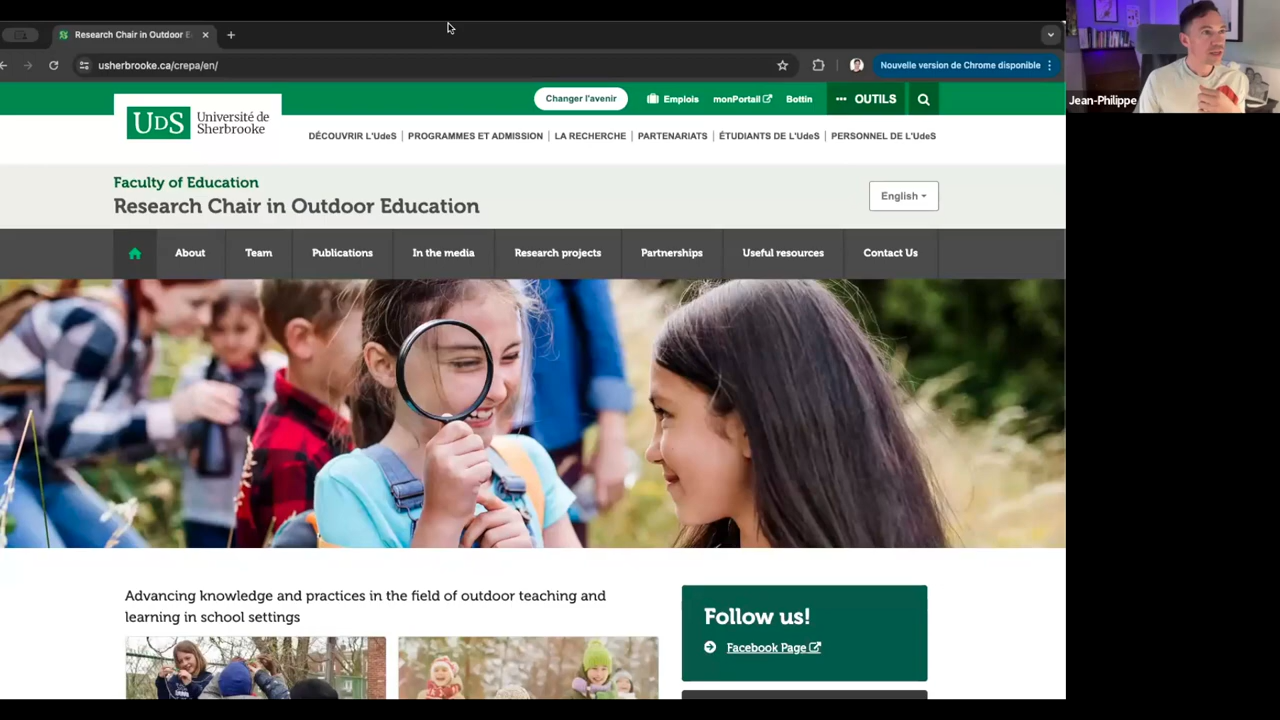 Research Chair in Outdoor E
usherbrooke.ca/crepa/en/
Nouvelle version de Chrome disponible
Jean-Philippe
Changer l'avenir
Emplois
monPortail
Bottin
OUTILS
UDS
Université de
Sherbrooke
DÉCOUVRIR L'UdeS | PROGRAMMES ET ADMISSION | LA RECHERCHE | PARTENARIATS | ÉTUDIANTS DE L'UdeS | PERSONNEL DE L'UdeS
Faculty of Education
Research Chair in Outdoor Education
English
About
Team
Publications
In the media
Research projects
Partnerships
Useful resources
Contact Us
Advancing knowledge and practices in the field of outdoor teaching and
learning in school settings
Follow us!
Facebook Page